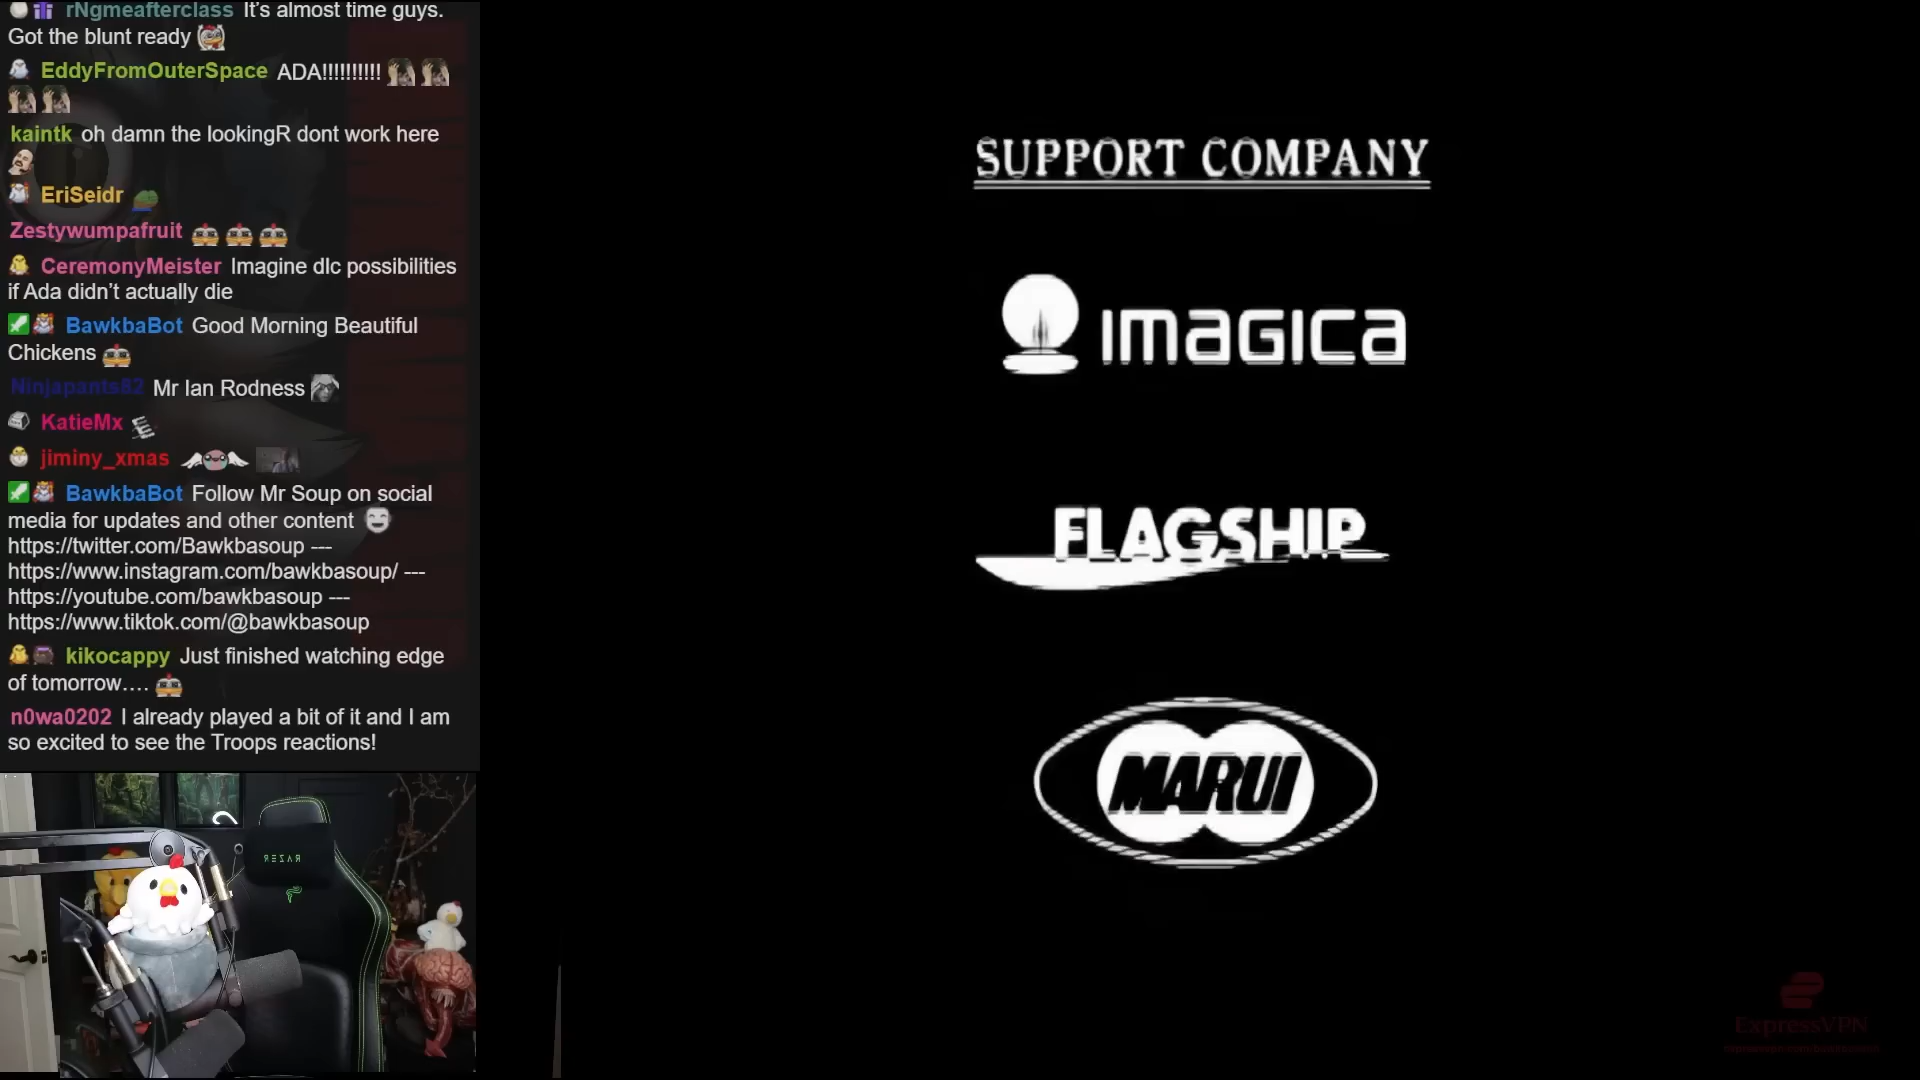 rNgmeafterclass It's almost time guys.
Got the blunt ready
EddyFromOuterSpace ADA!!!!!!!!!!
kaintk oh damn the lookingR dont work here
EriSeidr
Zestywumpafruit
CeremonyMeister Imagine dlc possibilities
if Ada didn't actually die
BawkbaBot Good Morning Beautiful
Chickens
Ninjapants82 Mr Ian Rodness
KatieMx
jiminy_xmas
BawkbaBot Follow Mr Soup on social
media for updates and other content
https://twitter.com/Bawkbasoup ---
https://www.instagram.com/bawkbasoup/ ---
https://youtube.com/bawkbasoup ---
https://www.tiktok.com/@bawkbasoup
kikocappy Just finished watching edge
of tomorrow....
n0wa0202 I already played a bit of it and I am
so excited to see the Troops reactions!
RAZER
SUPPORT COMPANY
IMAGICA
FLAGSHIP
MARUI
ExpressVPN